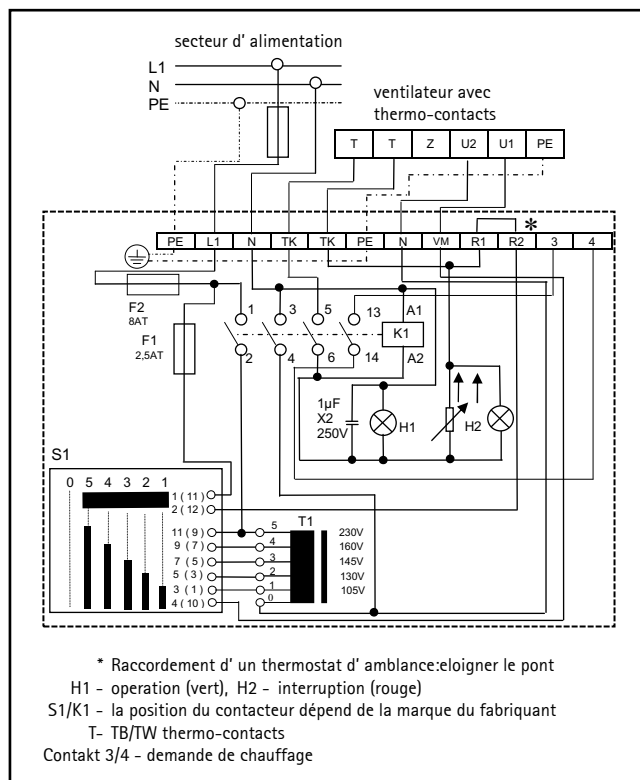 secteur d' alimentation
L1
N
PE
ventilateur avec
thermo-contacts
T T Z U2 U1 PE
*
PE L1 N TK TK PE N VM R1 R2 3 4
F2
8AT
F1
2,5AT
1 3 5 13 A1
K1
2 4 6 14 A2
1µF
X2
250V
H1
H2
S1
0 5 4 3 2 1
1 (11)
2 (12)
T1
11 (9) 5 230V
9 (7) 4 160V
7 (5) 3 145V
5 (3) 2 130V
3 (1) 1 105V
4 (10) 0
* Raccordement d' un thermostat d' amblance:eloigner le pont
H1 - operation (vert), H2 - interruption (rouge)
S1/K1 - la position du contacteur dépend de la marque du fabriquant
T- TB/TW thermo-contacts
Contakt 3/4 - demande de chauffage